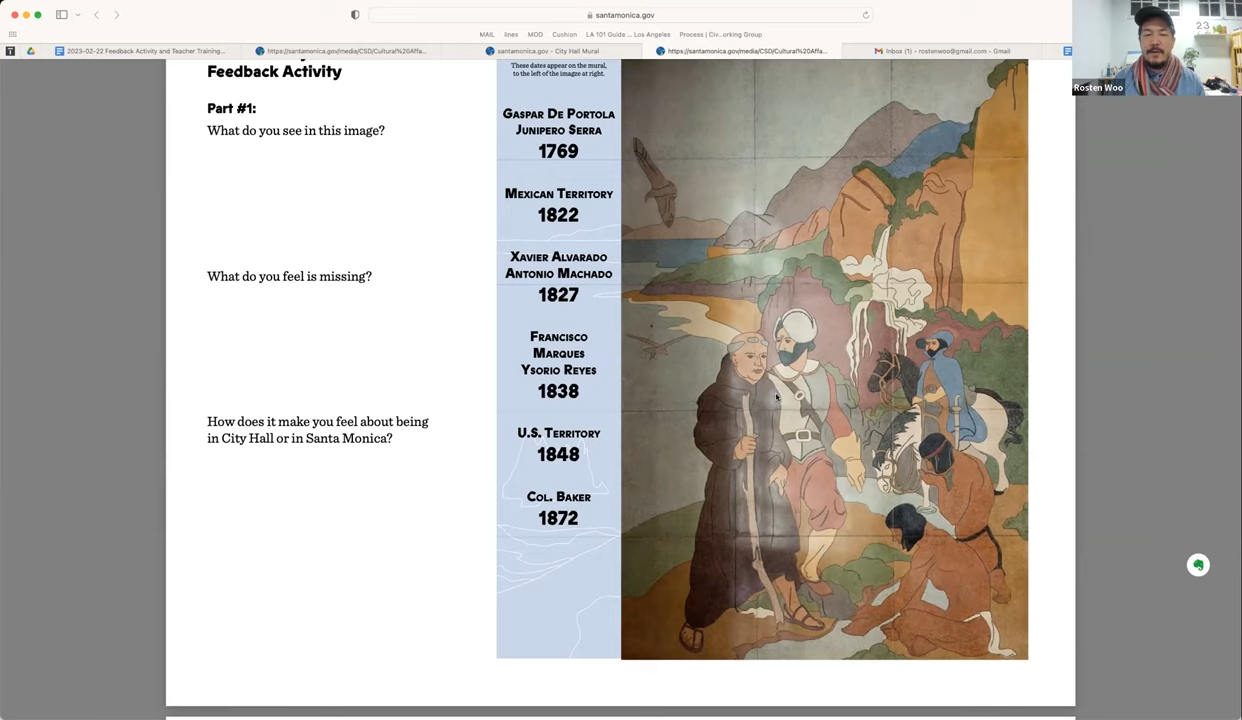 santamonica.gov
MAIL lines MOD Cushion LA 101 Guide ... Los Angeles Process | Civ...orking Group
2023-02-22 Feedback Activity and Teacher Training...
https://santamonica.gov/media/CSD/Cultural%20Affa...
santamonica.gov - City Hall Mural
https://santamonica.gov/media/CSD/Cultural%20Affa...
Inbox (1) - rostenwoo@gmail.com - Gmail
23
Rosten Woo
Feedback Activity
Part #1:
What do you see in this image?
What do you feel is missing?
How does it make you feel about being
in City Hall or in Santa Monica?
These dates appear on the mural,
to the left of the imagze at right.
GASPAR DE PORTOLA
JUNIPERO SERRA
1769
MEXICAN TERRITORY
1822
XAVIER ALVARADO
ANTONIO MACHADO
1827
FRANCISCO
MARQUES
YSORIO REYES
1838
U.S. TERRITORY
1848
COL. BAKER
1872